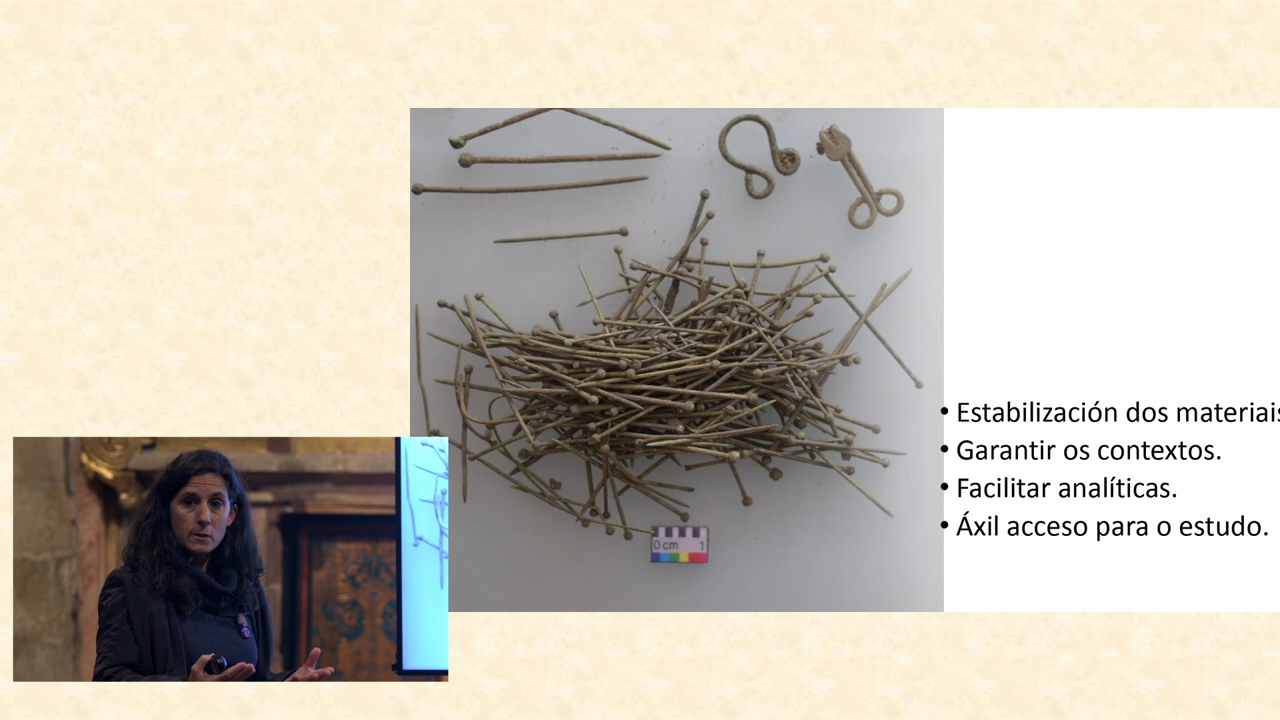 • Estabilización dos materiais
• Garantir os contextos.
• Facilitar analíticas.
• Áxil acceso para o estudo.
0 cm 1